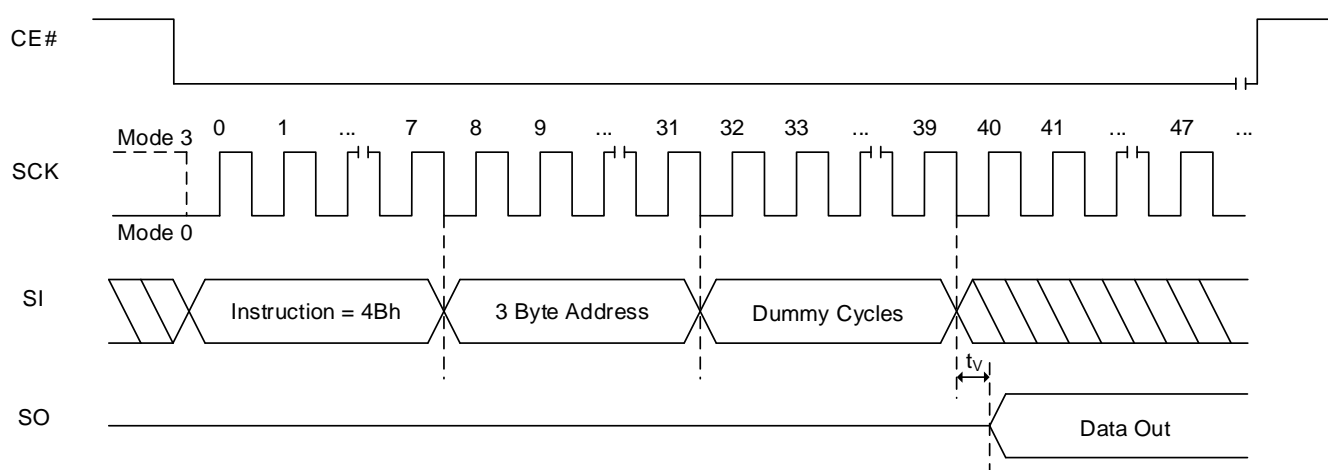 CE#
Mode 3 0 1 ... 7 8 9 ... 31 32 33 ... 39 40 41 ... 47 ...
SCK
Mode 0
SI Instruction = 4Bh 3 Byte Address Dummy Cycles
tV
SO Data Out